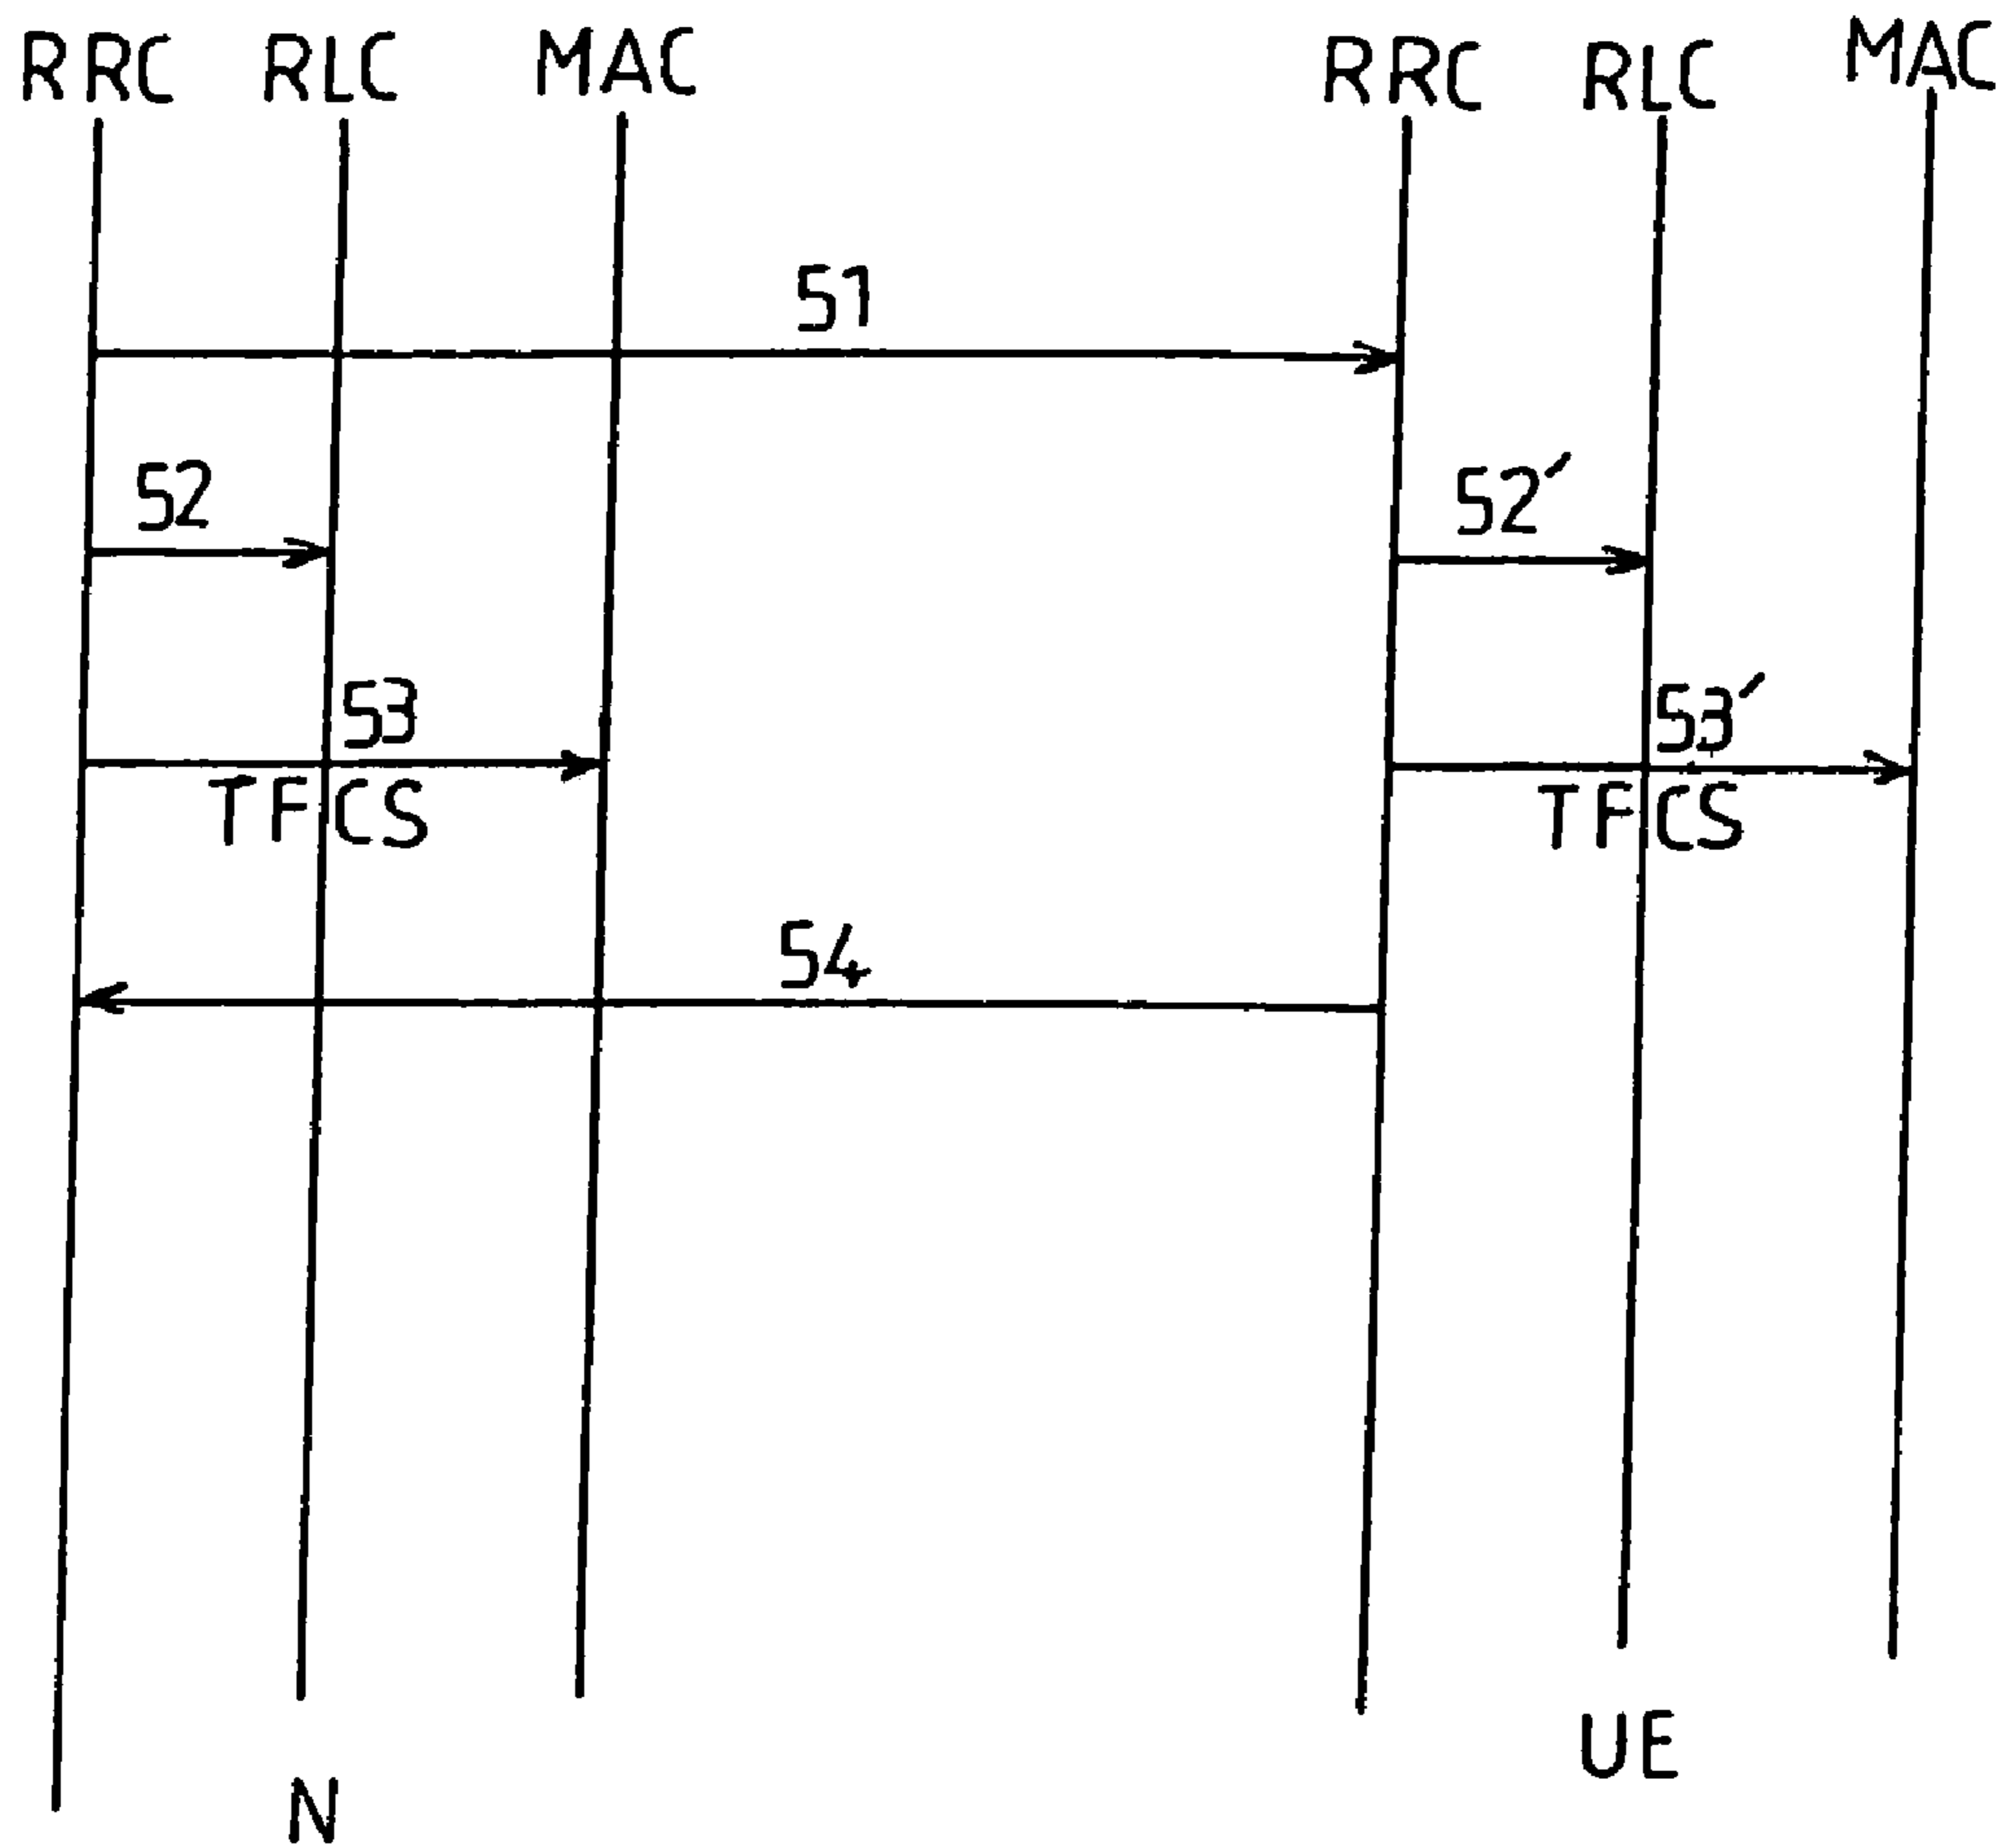 RRC RLC MAC RRC RLC MAC
51
52 52′
53 53′
TFCS TFCS
54
UE
N